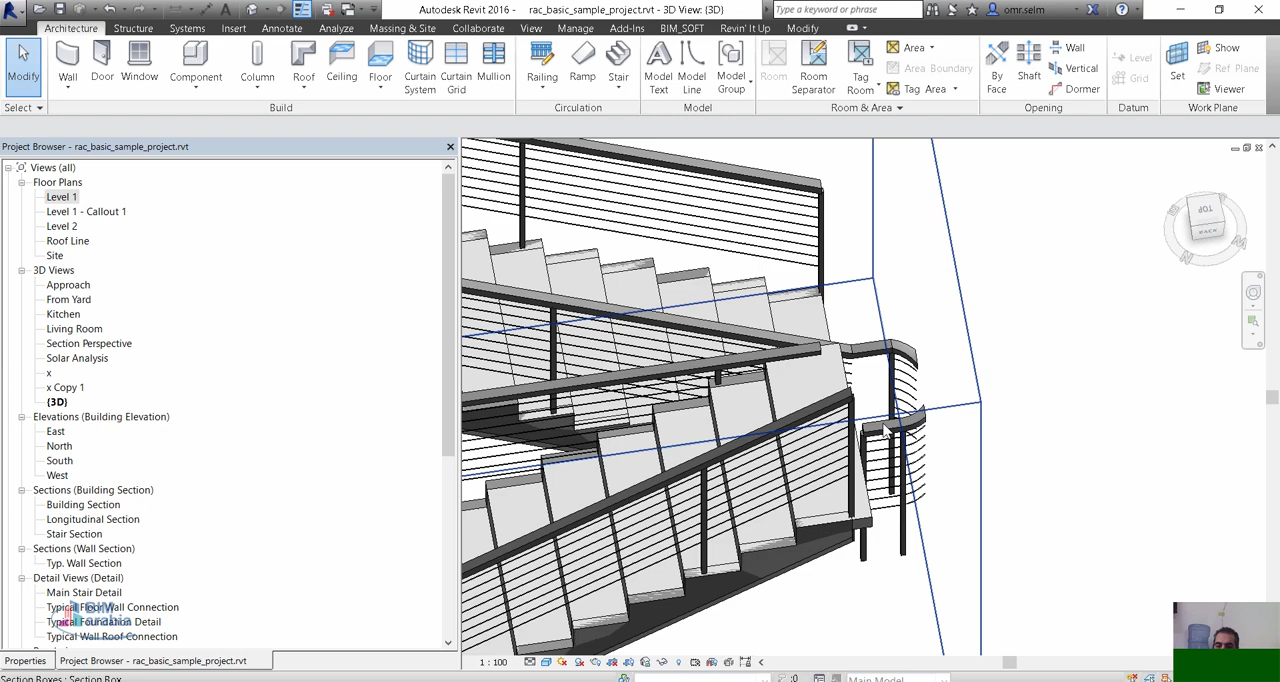 Autodesk Revit 2016 - rac_basic_sample_project.rvt - 3D View: {3D}
Type a keyword or phrase
omr.selm
Architecture Structure Systems Insert Annotate Analyze Massing & Site Collaborate View Manage Add-Ins BIM_SOFT Revin' It Up Modify
Modify
Wall
Door
Window
Component
Column
Roof
Ceiling
Floor
Curtain System
Curtain Grid
Mullion
Railing
Ramp
Stair
Model Text
Model Line
Model Group
Room
Room Separator
Tag Room
Area
Area Boundary
Tag Area
By Face
Shaft
Wall
Vertical
Dormer
Level
Grid
Set
Show
Ref Plane
Viewer
Select Build Circulation Model Room & Area Opening Datum Work Plane
Project Browser - rac_basic_sample_project.rvt
Views (all)
Floor Plans
Level 1
Level 1 - Callout 1
Level 2
Roof Line
Site
3D Views
Approach
From Yard
Kitchen
Living Room
Section Perspective
Solar Analysis
x
x Copy 1
{3D}
Elevations (Building Elevation)
East
North
South
West
Sections (Building Section)
Building Section
Longitudinal Section
Stair Section
Sections (Wall Section)
Typ. Wall Section
Detail Views (Detail)
Main Stair Detail
Typical Floor Wall Connection
Typical Foundation Detail
Typical Wall Roof Connection
BIM
arabia
TOP
BACK
N
W
Properties Project Browser - rac_basic_sample_project.rvt
1 : 100
Section Boxes : Section Box
:0
Main Model